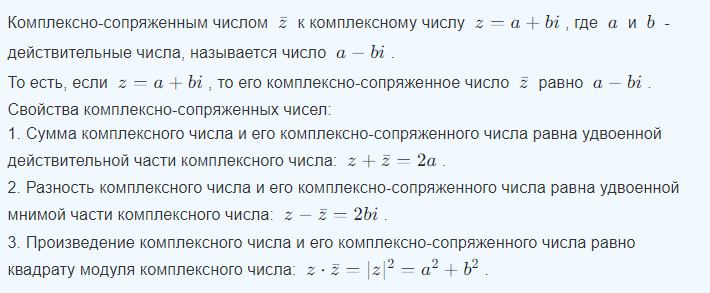 Комплексно-сопряженным числом z̄ к комплексному числу z = a + bi , где a и b -
действительные числа, называется число a − bi .
То есть, если z = a + bi , то его комплексно-сопряженное число z̄ равно a − bi .
Свойства комплексно-сопряженных чисел:
1. Сумма комплексного числа и его комплексно-сопряженного числа равна удвоенной
действительной части комплексного числа: z + z̄ = 2a .
2. Разность комплексного числа и его комплексно-сопряженного числа равна удвоенной
мнимой части комплексного числа: z − z̄ = 2bi .
3. Произведение комплексного числа и его комплексно-сопряженного числа равно
квадрату модуля комплексного числа: z · z̄ = |z|² = a² + b² .